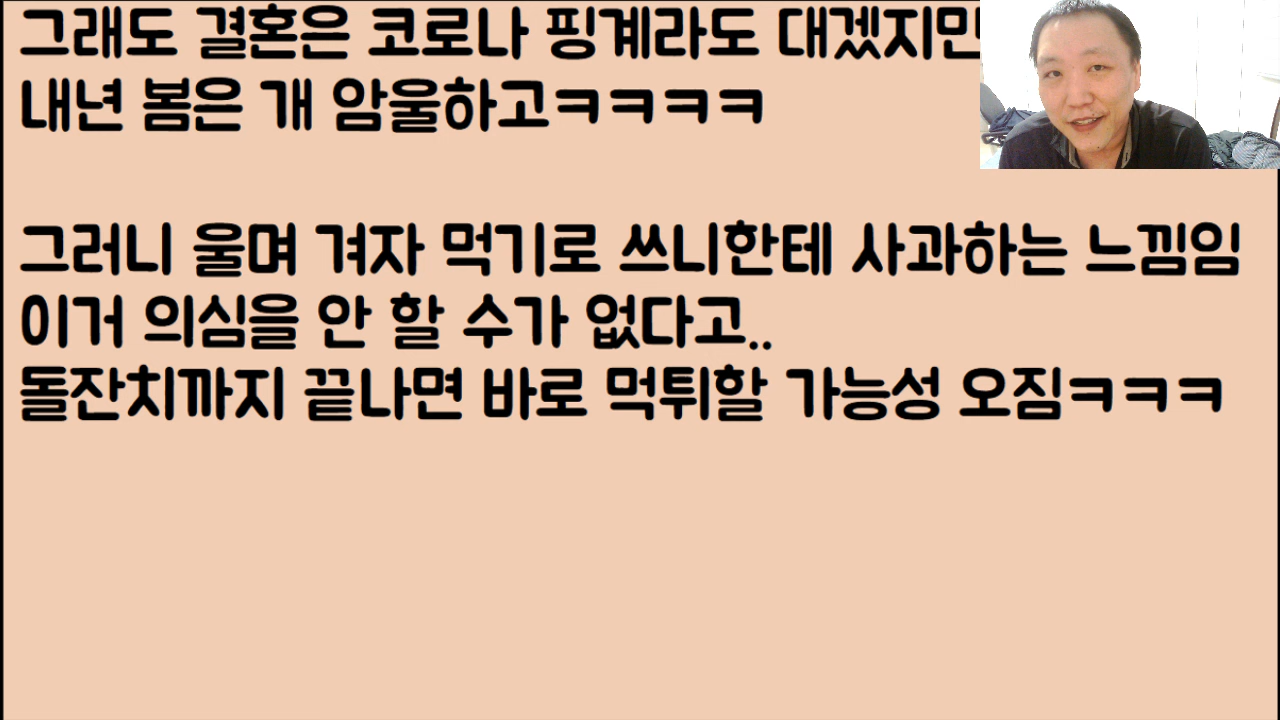 그래도 결혼은 코로나 핑계라도 대겠지만
내년 봄은 개 암울하고ㅋㅋㅋㅋ
그러니 울며 겨자 먹기로 쓰니한테 사과하는 느낌임
이거 의심을 안 할 수가 없다고..
돌잔치까지 끝나면 바로 먹튀할 가능성 오짐ㅋㅋㅋ